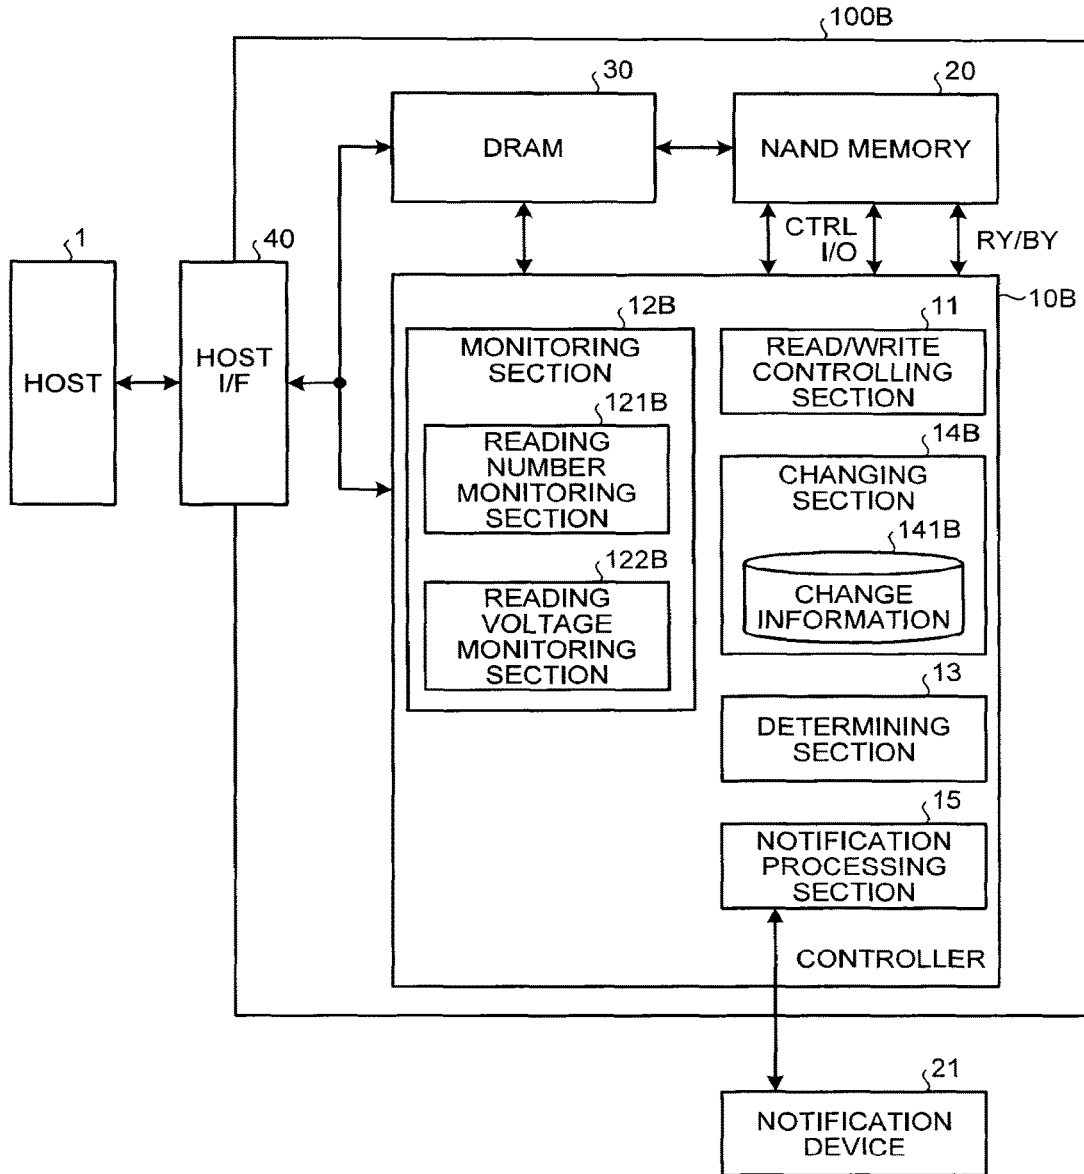 100B
30
DRAM
20
NAND MEMORY
CTRL
I/O
RY/BY
1
HOST
40
HOST
I/F
10B
12B
MONITORING
SECTION
121B
READING
NUMBER
MONITORING
SECTION
122B
READING
VOLTAGE
MONITORING
SECTION
11
READ/WRITE
CONTROLLING
SECTION
14B
CHANGING
SECTION
141B
CHANGE
INFORMATION
13
DETERMINING
SECTION
15
NOTIFICATION
PROCESSING
SECTION
CONTROLLER
21
NOTIFICATION
DEVICE